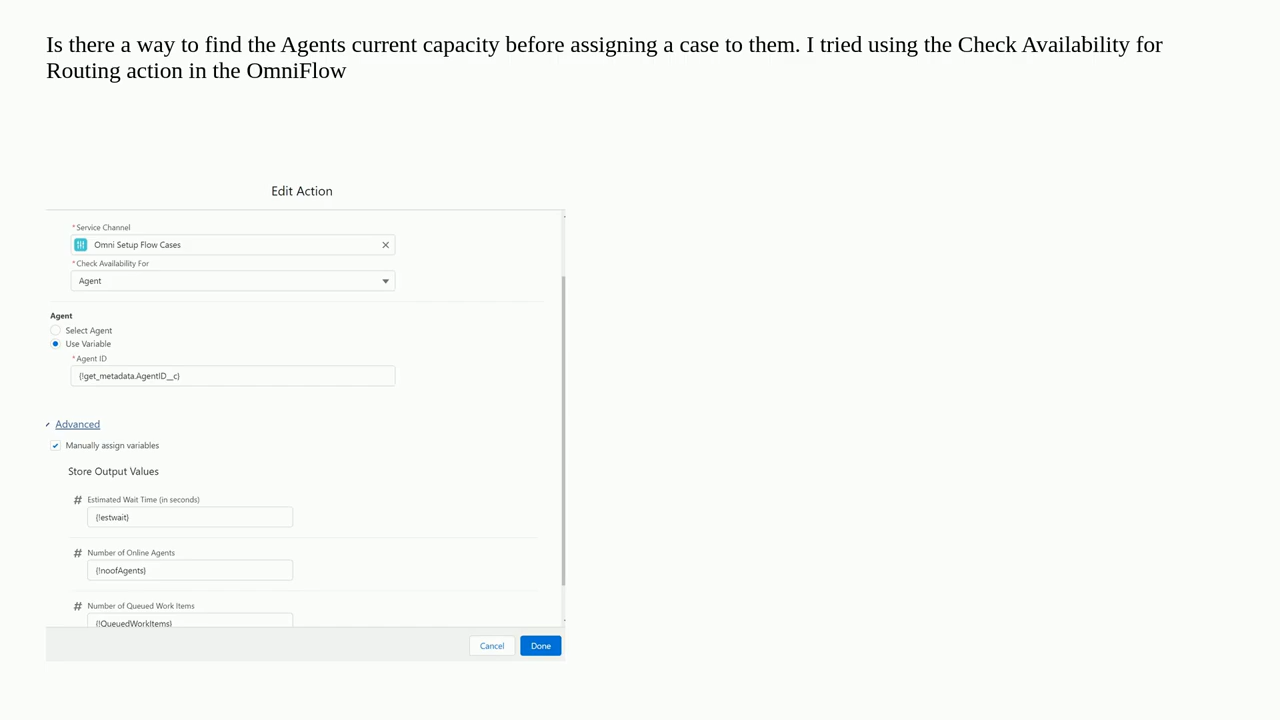 Is there a way to find the Agents current capacity before assigning a case to them. I tried using the Check Availability for
Routing action in the OmniFlow
Edit Action
* Service Channel
Omni Setup Flow Cases
* Check Availability For
Agent
Agent
Select Agent
Use Variable
* Agent ID
{!get_metadata.AgentID__c}
Advanced
Manually assign variables
Store Output Values
# Estimated Wait Time (in seconds)
{!estwait}
# Number of Online Agents
{!noofAgents}
# Number of Queued Work Items
{!QueuedWorkItems}
Cancel Done